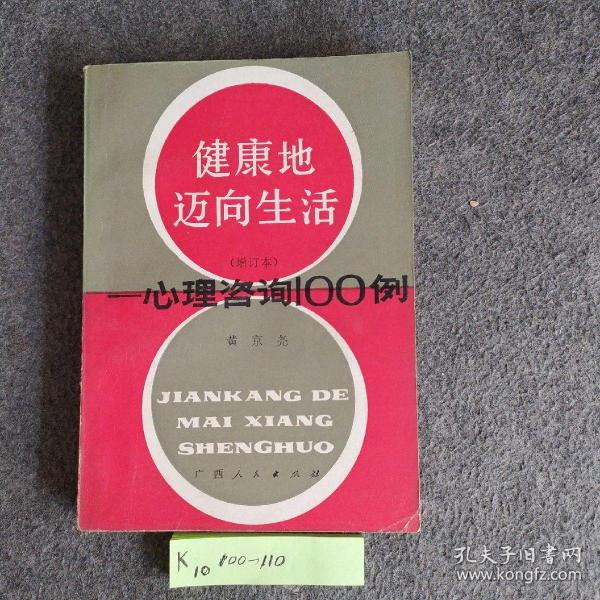 健康地
迈向生活
(增订本)
—心理咨询100例
黄京尧
JIANKANG DE
MAI XIANG
SHENGHUO
广西人民出版社
K10 100-110
孔夫子旧书网
www.kongfz.com